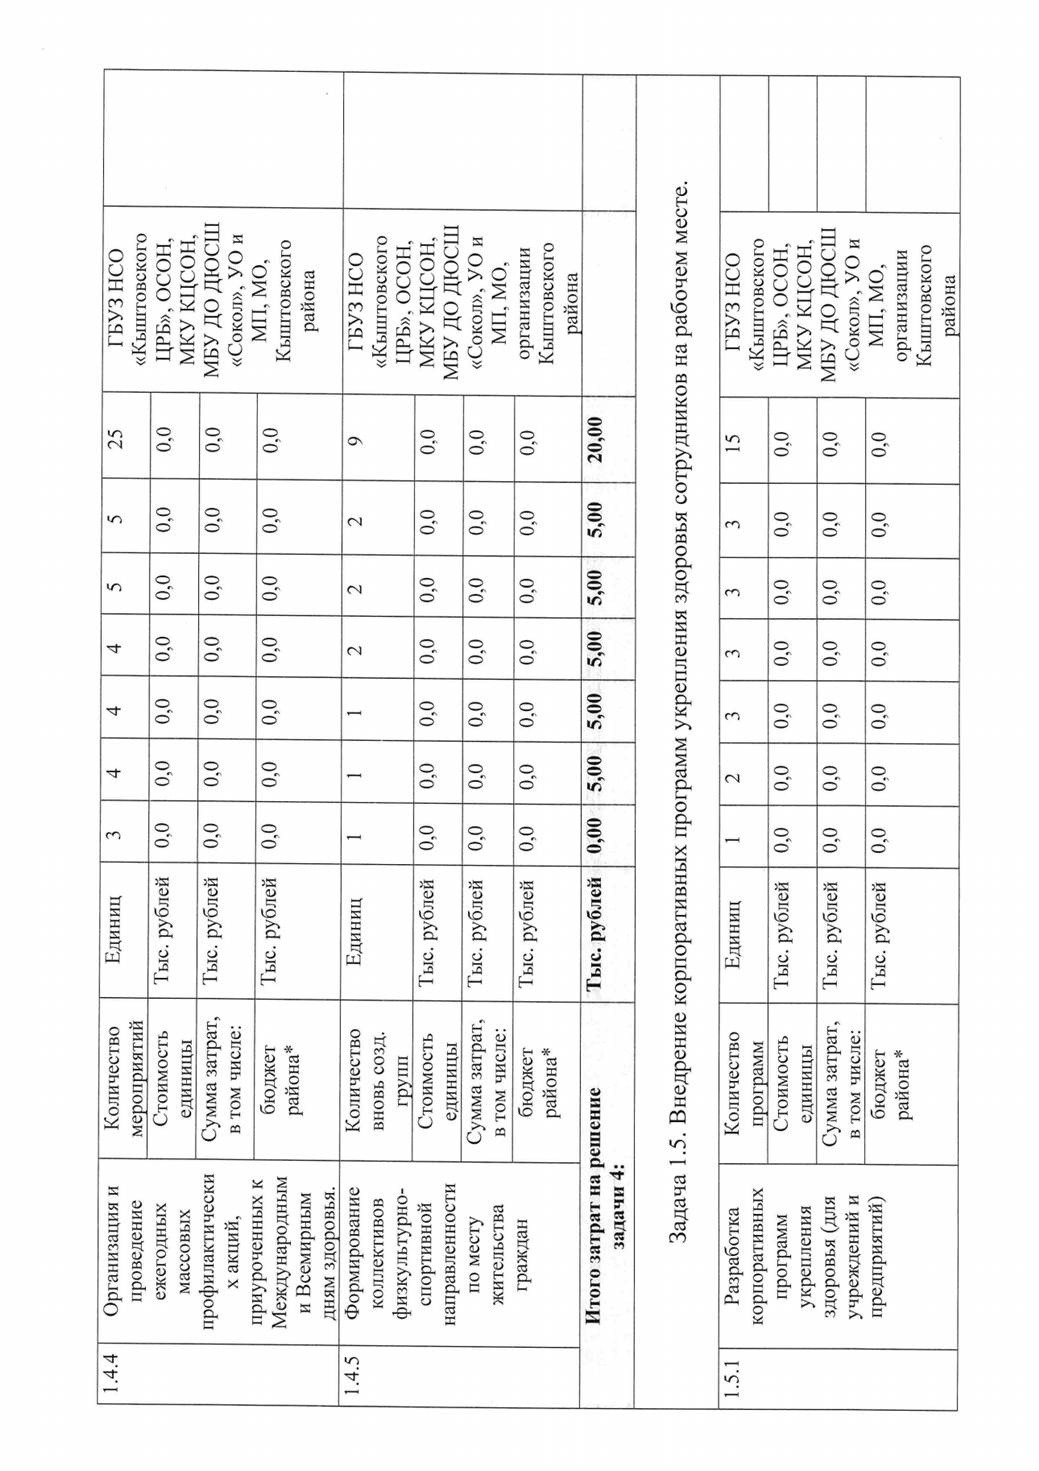 1.4.4
Организация и
проведение
ежегодных
массовых
профилактически
х акций,
приуроченных к
Международным
и Всемирным
дням здоровья.
Количество
мероприятий
Единиц
3
4
4
4
5
5
25
ГБУЗ НСО
«Кыштовского
ЦРБ», ОСОН,
МКУ КЦСОН,
МБУ ДО ДЮСШ
«Сокол», УО и
МП, МО,
Кыштовского
района
Стоимость
единицы
Тыс. рублей
0,0
0,0
0,0
0,0
0,0
0,0
0,0
Сумма затрат,
в том числе:
Тыс. рублей
0,0
0,0
0,0
0,0
0,0
0,0
0,0
бюджет
района*
Тыс. рублей
0,0
0,0
0,0
0,0
0,0
0,0
0,0
1.4.5
Формирование
коллективов
физкультурно-
спортивной
направленности
по месту
жительства
граждан
Количество
вновь созд.
групп
Единиц
1
1
1
2
2
2
9
ГБУЗ НСО
«Кыштовского
ЦРБ», ОСОН,
МКУ КЦСОН,
МБУ ДО ДЮСШ
«Сокол», УО и
МП, МО,
организации
Кыштовского
района
Стоимость
единицы
Тыс. рублей
0,0
0,0
0,0
0,0
0,0
0,0
0,0
Сумма затрат,
в том числе:
Тыс. рублей
0,0
0,0
0,0
0,0
0,0
0,0
0,0
бюджет
района*
Тыс. рублей
0,0
0,0
0,0
0,0
0,0
0,0
0,0
Итого затрат на решение
задачи 4:
Тыс. рублей
0,00
5,00
5,00
5,00
5,00
5,00
20,00
Задача 1.5. Внедрение корпоративных программ укрепления здоровья сотрудников на рабочем месте.
1.5.1
Разработка
корпоративных
программ
укрепления
здоровья (для
учреждений и
предприятий)
Количество
программ
Единиц
1
2
3
3
3
3
15
ГБУЗ НСО
«Кыштовского
ЦРБ», ОСОН,
МКУ КЦСОН,
МБУ ДО ДЮСШ
«Сокол», УО и
МП, МО,
организации
Кыштовского
района
Стоимость
единицы
Тыс. рублей
0,0
0,0
0,0
0,0
0,0
0,0
0,0
Сумма затрат,
в том числе:
Тыс. рублей
0,0
0,0
0,0
0,0
0,0
0,0
0,0
бюджет
района*
Тыс. рублей
0,0
0,0
0,0
0,0
0,0
0,0
0,0